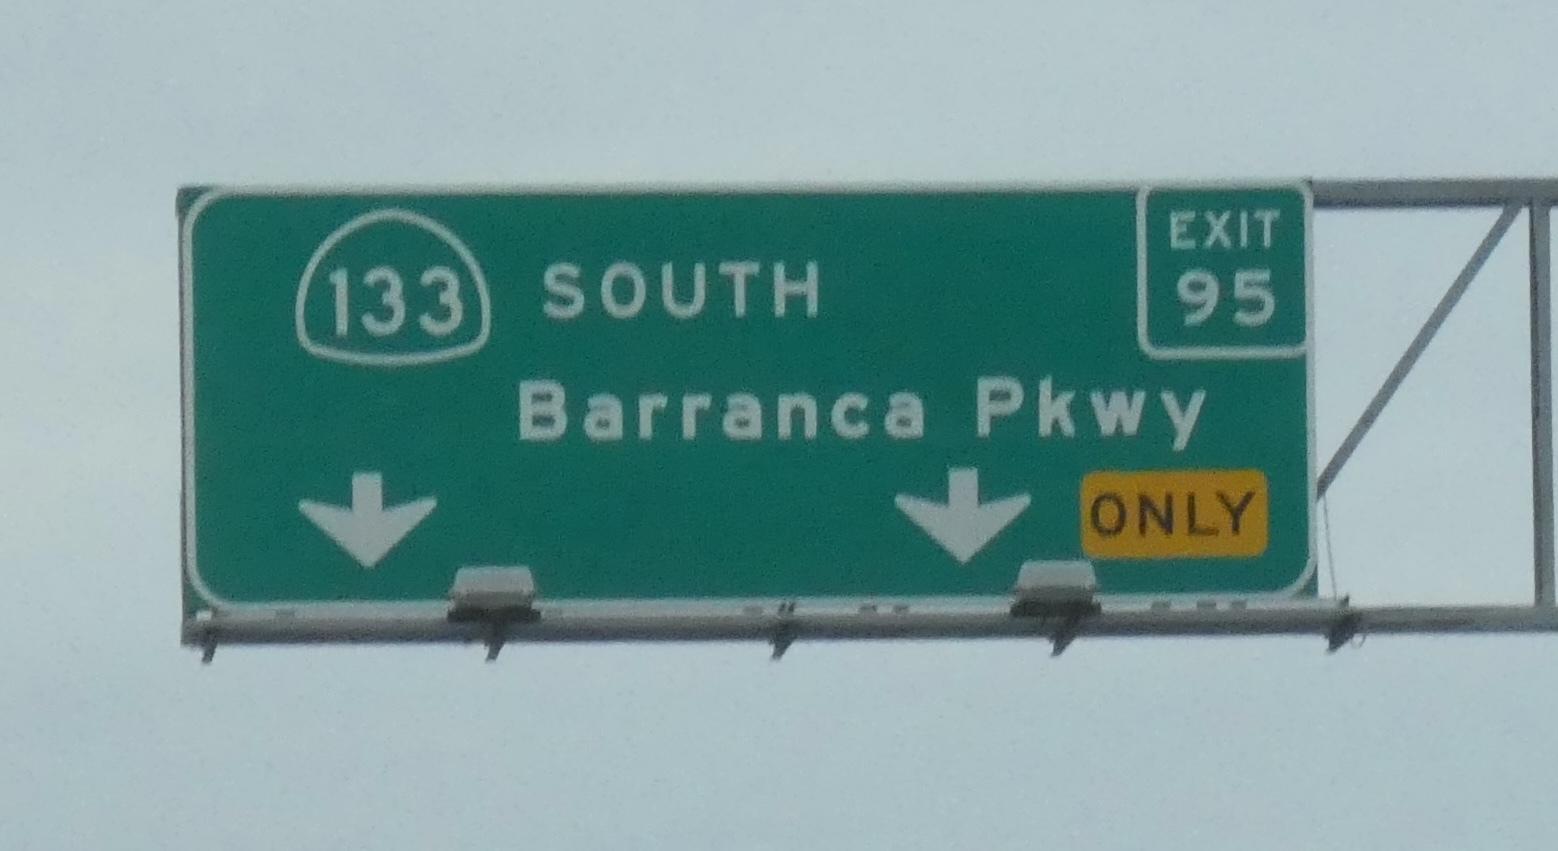 133 SOUTH
EXIT
95
Barranca Pkwy
ONLY